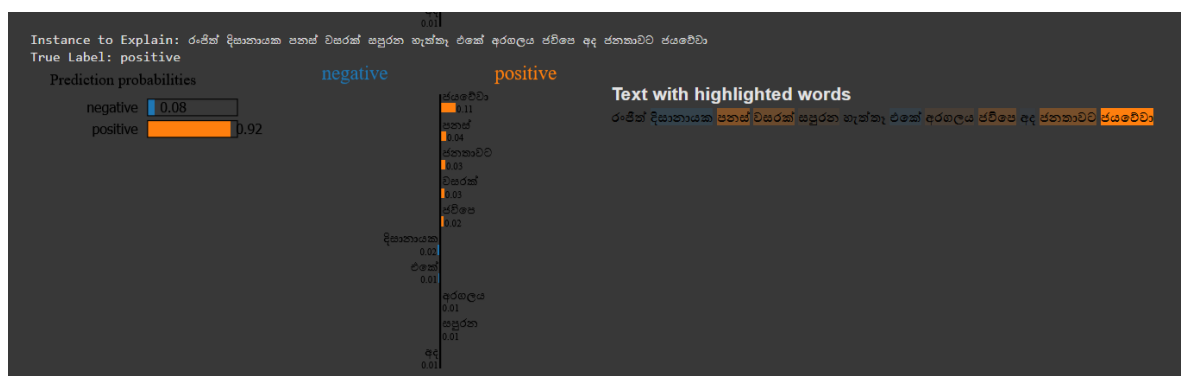 අද
0.01
Instance to Explain: රංජිත් දිසානායක පනස් වසරක් සපුරන හැත්තෑ එකේ අරගලය ජවිපෙ අද ජනතාවට ජයවේවා
True Label: positive
Prediction probabilities
negative 0.08
positive 0.92
negative positive
ජයවේවා
0.11
පනස්
0.04
ජනතාවට
0.03
වසරක්
0.03
ජවිපෙ
0.02
දිසානායක
0.02
එකේ
0.01
අරගලය
0.01
සපුරන
0.01
අද
0.01
Text with highlighted words
රංජිත් දිසානායක පනස් වසරක් සපුරන හැත්තෑ එකේ අරගලය ජවිපෙ අද ජනතාවට ජයවේවා